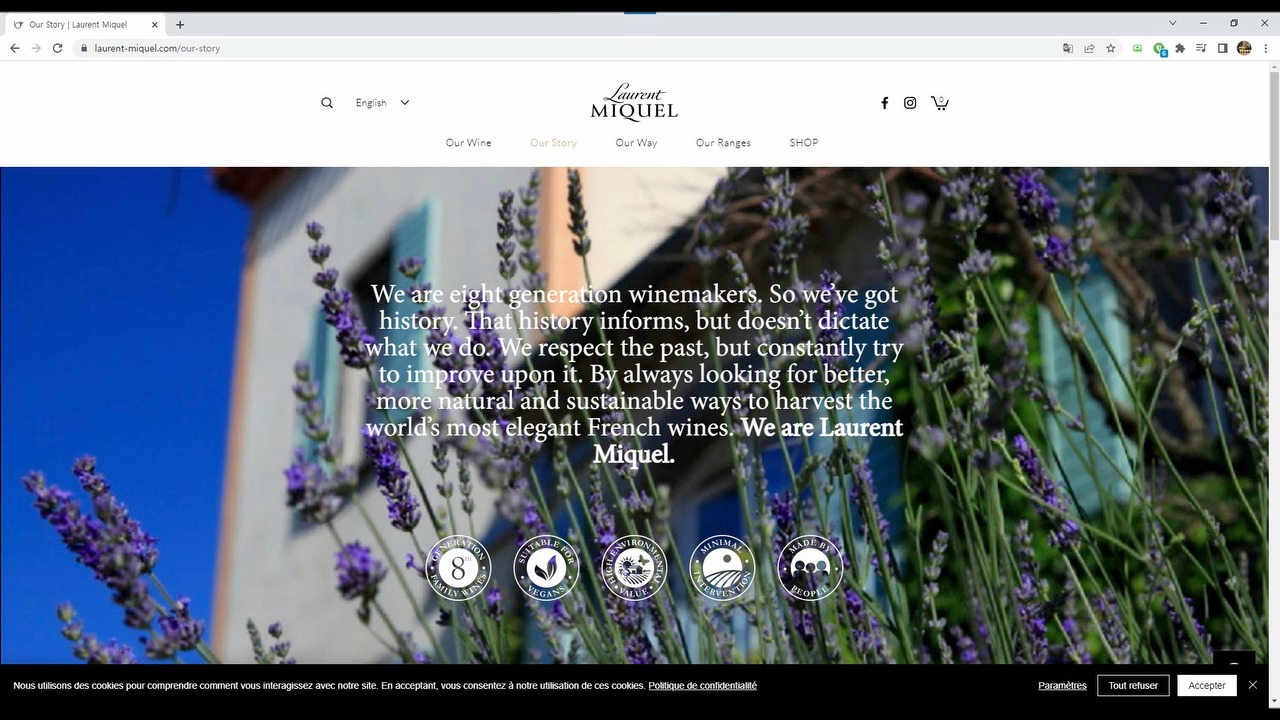 Our Story | Laurent Miquel
laurent-miquel.com/our-story
6
English
Laurent
MIQUEL
0
Our Wine Our Story Our Way Our Ranges SHOP
We are eight generation winemakers. So we've got
history. That history informs, but doesn't dictate
what we do. We respect the past, but constantly try
to improve upon it. By always looking for better,
more natural and sustainable ways to harvest the
world's most elegant French wines. We are Laurent
Miquel.
GENERATION 8th FAMILY WINES
SUITABLE FOR VEGANS
HIGH ENVIRONMENTAL VALUE
MINIMAL INTERVENTION
MADE BY PEOPLE
Nous utilisons des cookies pour comprendre comment vous interagissez avec notre site. En acceptant, vous consentez à notre utilisation de ces cookies. Politique de confidentialité Paramètres Tout refuser Accepter